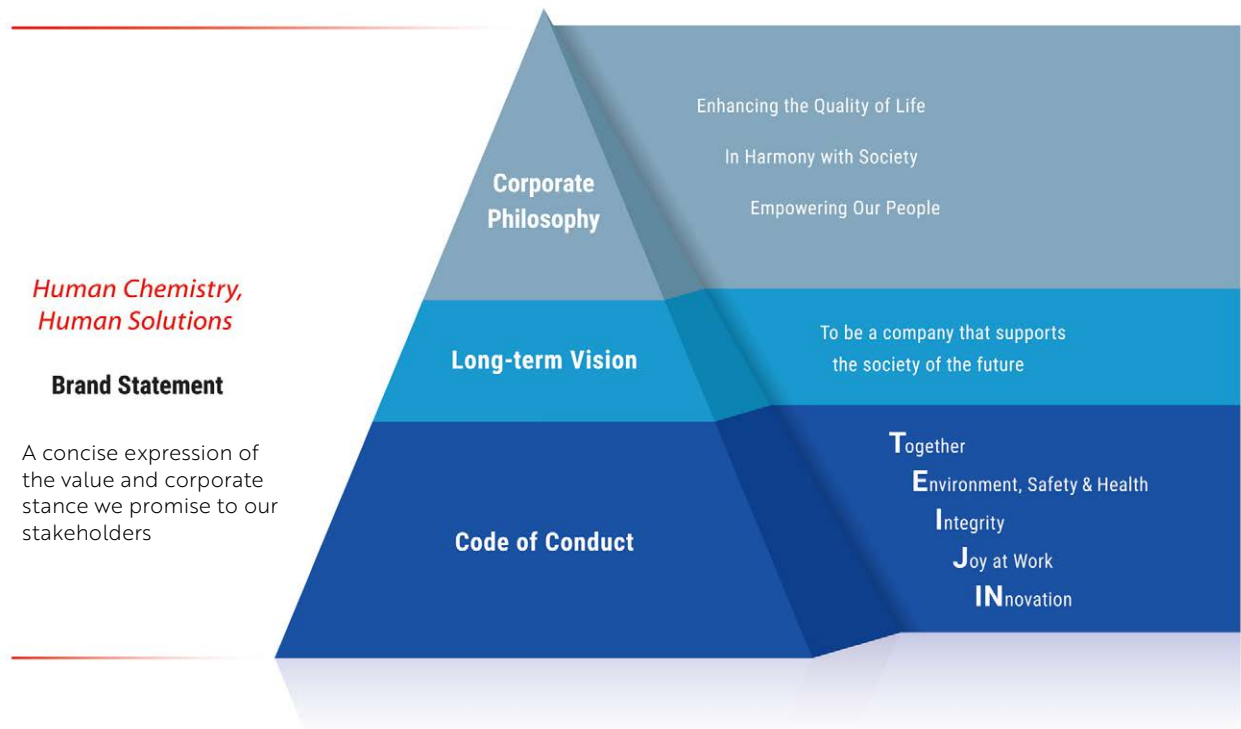 Human Chemistry,
Human Solutions
Brand Statement
A concise expression of
the value and corporate
stance we promise to our
stakeholders
Corporate
Philosophy
Enhancing the Quality of Life
In Harmony with Society
Empowering Our People
Long-term Vision
To be a company that supports
the society of the future
Code of Conduct
Together
Environment, Safety & Health
Integrity
Joy at Work
INnovation